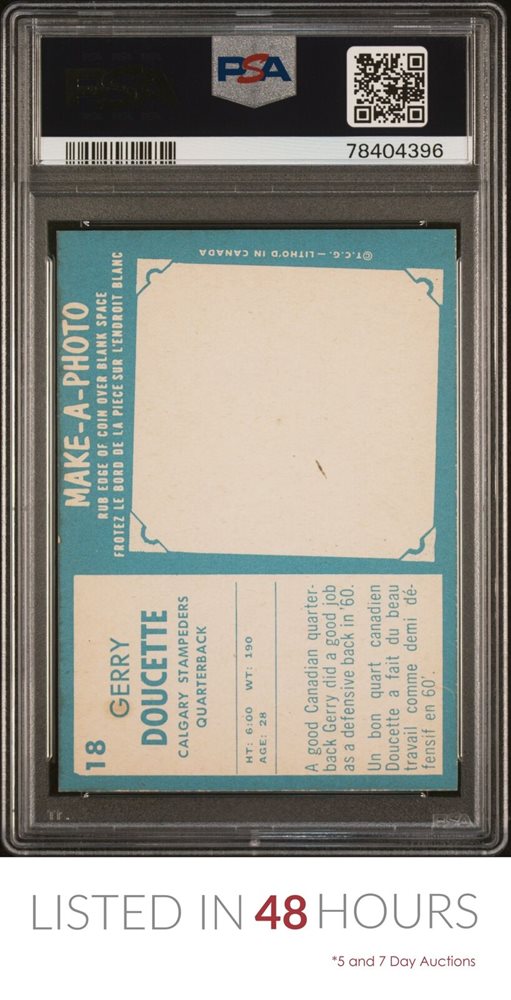 PSA
PSA
78404396
©T.C.G. — LITHO'D IN CANADA
MAKE-A-PHOTO
RUB EDGE OF COIN OVER BLANK SPACE
FROTEZ LE BORD DE LA PIECE SUR L'ENDROIT BLANC
18
GERRY
DOUCETTE
CALGARY STAMPEDERS
QUARTERBACK
HT: 6:00 WT: 190
AGE: 28
A good Canadian quarter-
back Gerry did a good job
as a defensive back in '60.
Un bon quart canadien
Doucette a fait du beau
travail comme demi dé-
fensif en 60'.
PSA
LISTED IN 48 HOURS
*5 and 7 Day Auctions